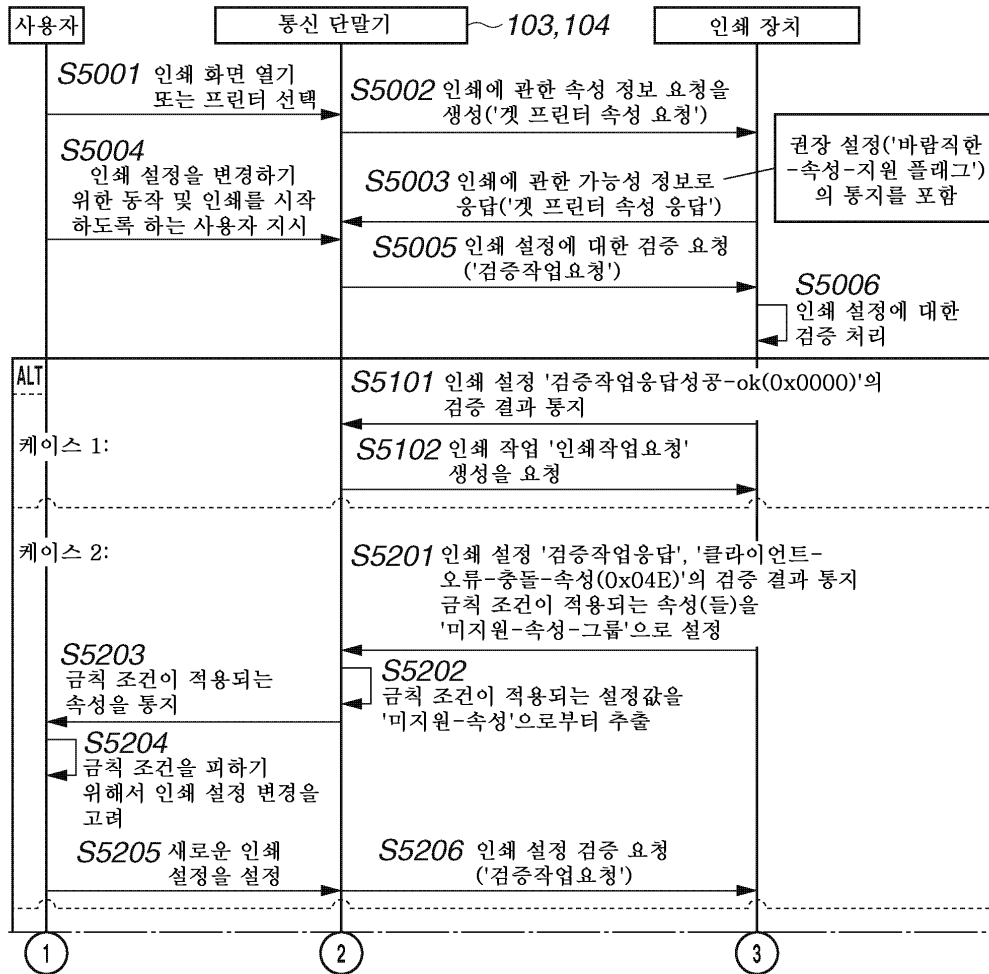 사용자
통신 단말기
103,104
인쇄 장치
S5001 인쇄 화면 열기
또는 프린터 선택
S5002 인쇄에 관한 속성 정보 요청을
생성('겟 프린터 속성 요청')
권장 설정('바람직한
-속성-지원 플래그')
의 통지를 포함
S5004
인쇄 설정을 변경하기
위한 동작 및 인쇄를 시작
하도록 하는 사용자 지시
S5003 인쇄에 관한 가능성 정보로
응답('겟 프린터 속성 응답')
S5005 인쇄 설정에 대한 검증 요청
('검증작업요청')
S5006
인쇄 설정에 대한
검증 처리
ALT
S5101 인쇄 설정 '검증작업응답성공-ok(0x0000)'의
검증 결과 통지
케이스 1:
S5102 인쇄 작업 '인쇄작업요청'
생성을 요청
케이스 2:
S5201 인쇄 설정 '검증작업응답', '클라이언트-
오류-충돌-속성(0x04E)'의 검증 결과 통지
금칙 조건이 적용되는 속성(들)을
'미지원-속성-그룹'으로 설정
S5203
금칙 조건이 적용되는
속성을 통지
S5202
금칙 조건이 적용되는 설정값을
'미지원-속성'으로부터 추출
S5204
금칙 조건을 피하기
위해서 인쇄 설정 변경을
고려
S5205 새로운 인쇄
설정을 설정
S5206 인쇄 설정 검증 요청
('검증작업요청')
1
2
3